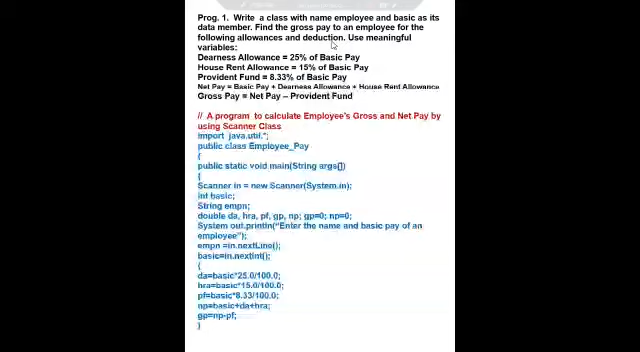 Prog. 1. Write a class with name employee and basic as its
data member. Find the gross pay to an employee for the
following allowances and deduction. Use meaningful
variables:
Dearness Allowance = 25% of Basic Pay
House Rent Allowance = 15% of Basic Pay
Provident Fund = 8.33% of Basic Pay
Net Pay = Basic Pay + Dearness Allowance + House Rent Allowance
Gross Pay = Net Pay – Provident Fund
// A program to calculate Employee's Gross and Net Pay by
using Scanner Class
import java.util.*;
public class Employee_Pay
{
public static void main(String args[])
{
Scanner in = new Scanner(System.in);
int basic;
String empn;
double da, hra, pf, gp, np; gp=0; np=0;
System out.println("Enter the name and basic pay of an
employee");
empn =in.nextLine();
basic=in.nextInt();
{
da=basic*25.0/100.0;
hra=basic*15.0/100.0;
pf=basic*8.33/100.0;
np=basic+da+hra;
gp=np-pf;
}